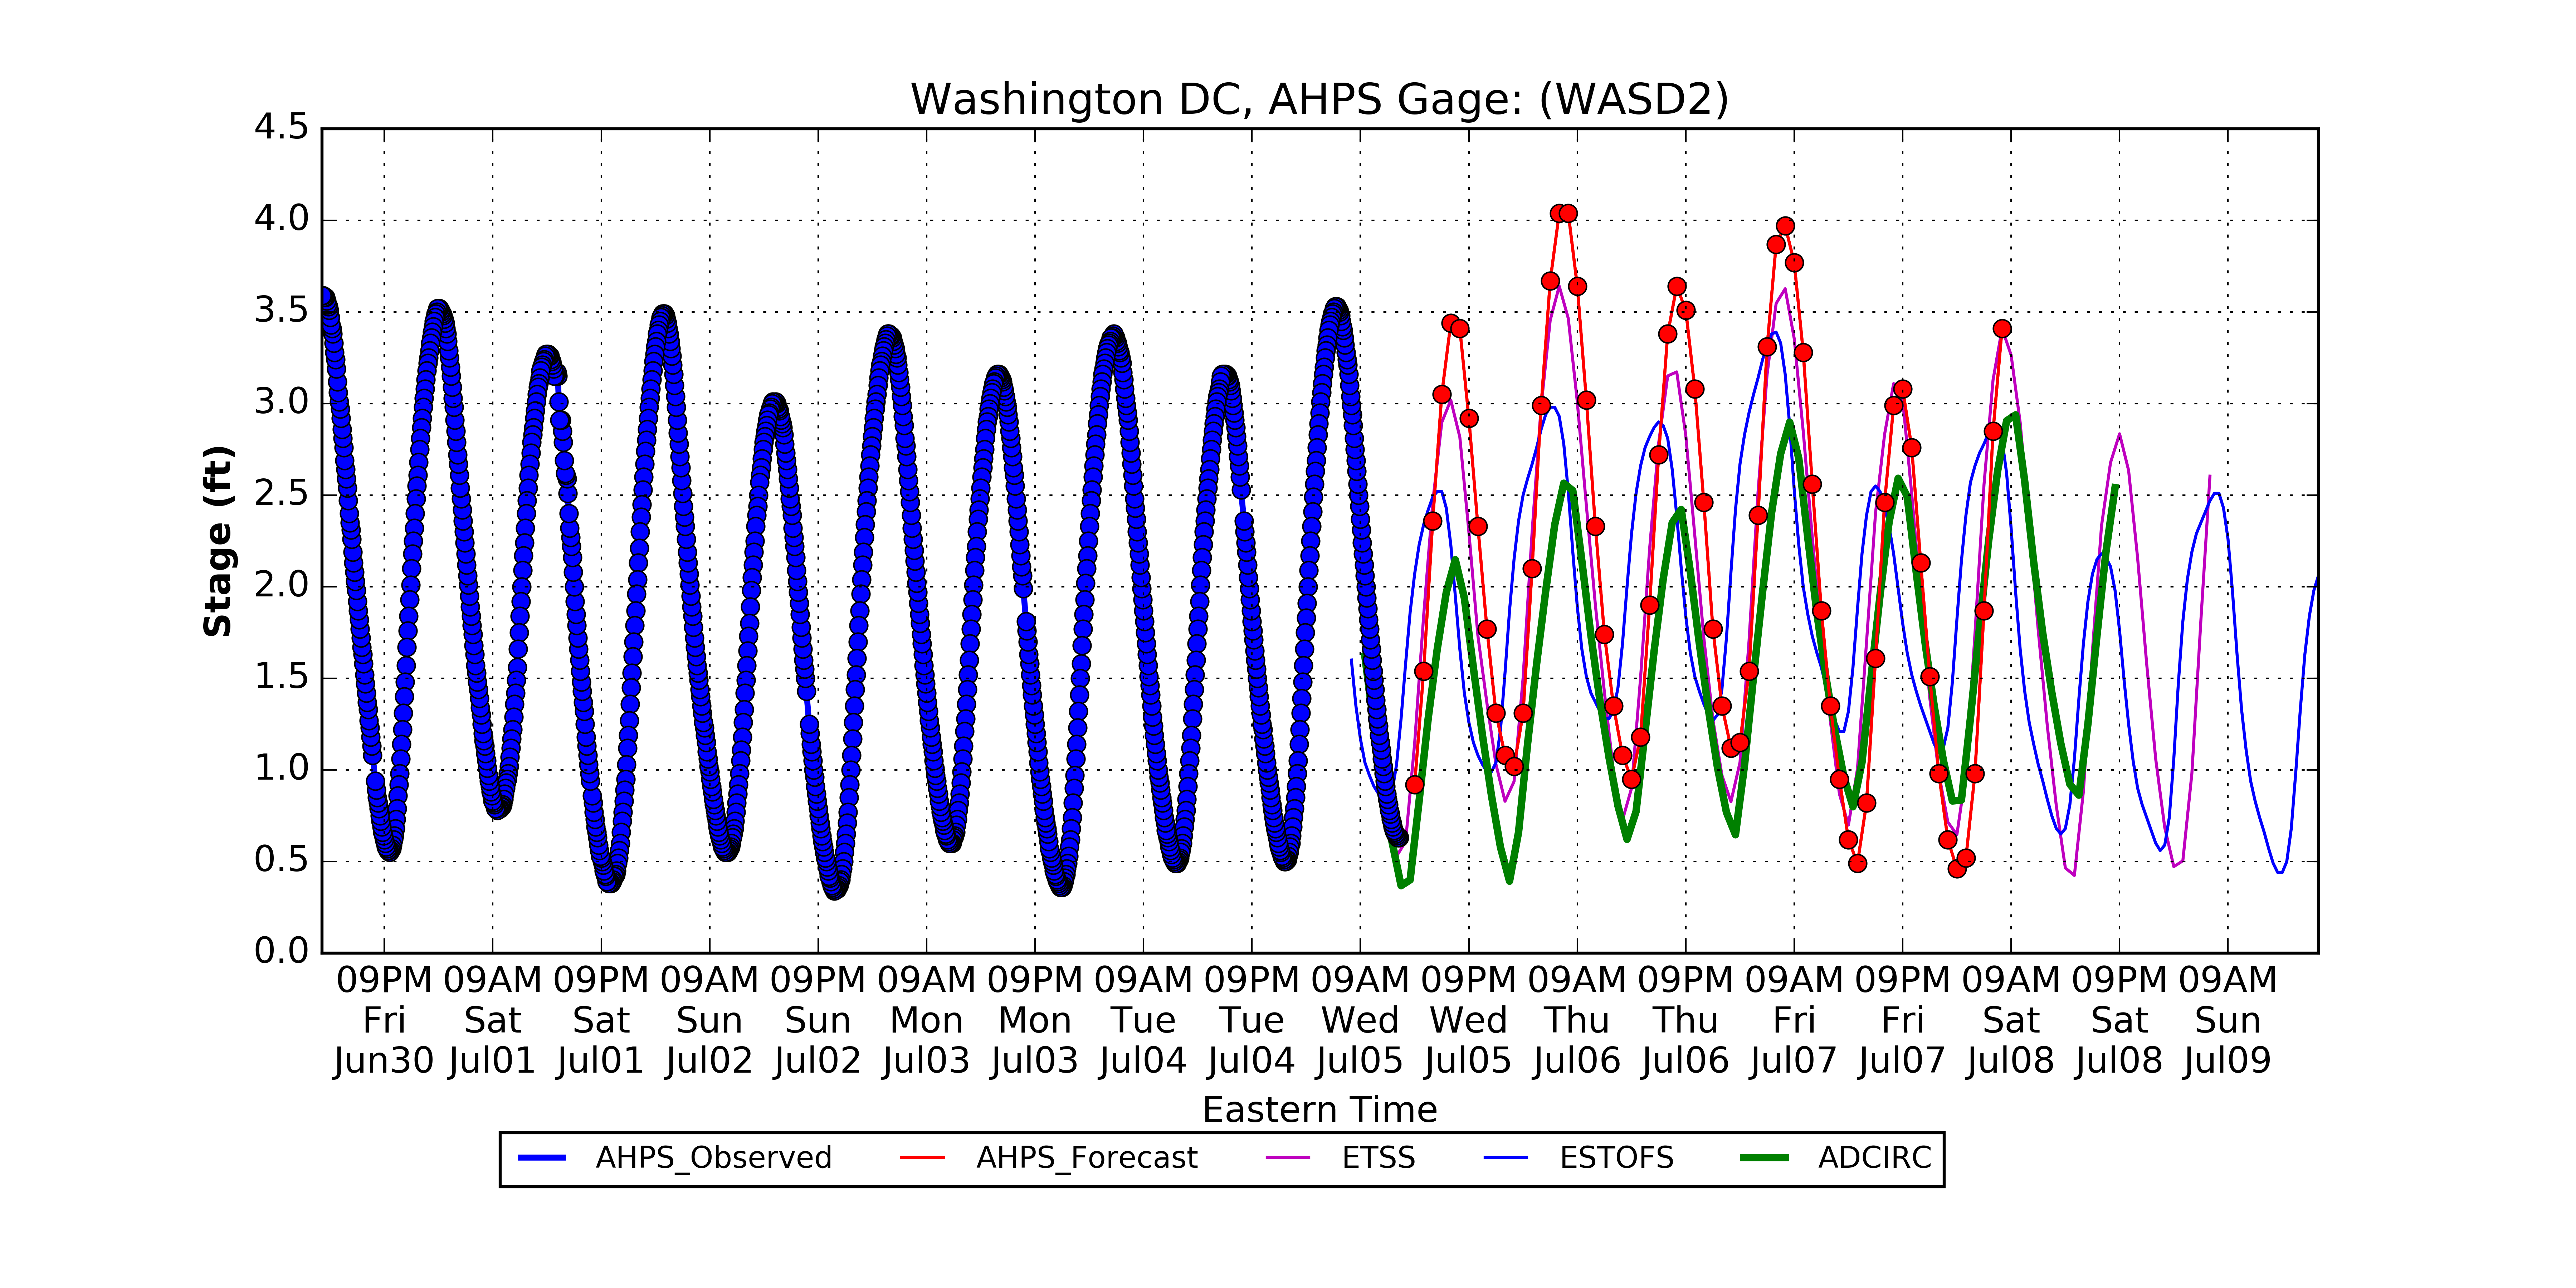 Washington DC, AHPS Gage: (WASD2)
4.5
4.0
3.5
3.0
2.5
2.0
1.5
1.0
0.5
0.0
Stage (ft)
09PM 09AM 09PM 09AM 09PM 09AM 09PM 09AM 09PM 09AM 09PM 09AM 09PM 09AM 09PM 09AM 09PM 09AM
Fri Sat Sat Sun Sun Mon Mon Tue Tue Wed Wed Thu Thu Fri Fri Sat Sat Sun
Jun30 Jul01 Jul01 Jul02 Jul02 Jul03 Jul03 Jul04 Jul04 Jul05 Jul05 Jul06 Jul06 Jul07 Jul07 Jul08 Jul08 Jul09
Eastern Time
AHPS_Observed AHPS_Forecast ETSS ESTOFS ADCIRC